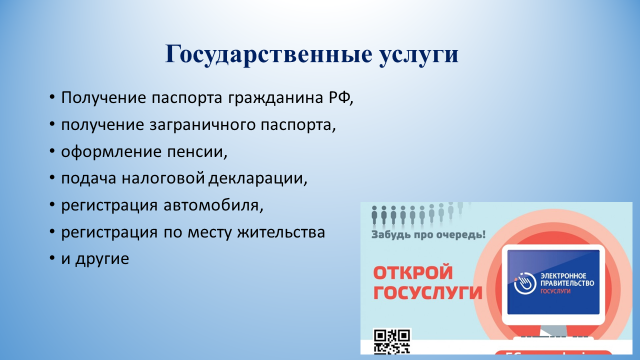 Государственные услуги
• Получение паспорта гражданина РФ,
• получение заграничного паспорта,
• оформление пенсии,
• подача налоговой декларации,
• регистрация автомобиля,
• регистрация по месту жительства
• и другие
Забудь про очередь!
ОТКРОЙ
ГОСУСЛУГИ
ЭЛЕКТРОННОЕ
ПРАВИТЕЛЬСТВО
ГОСУСЛУГИ